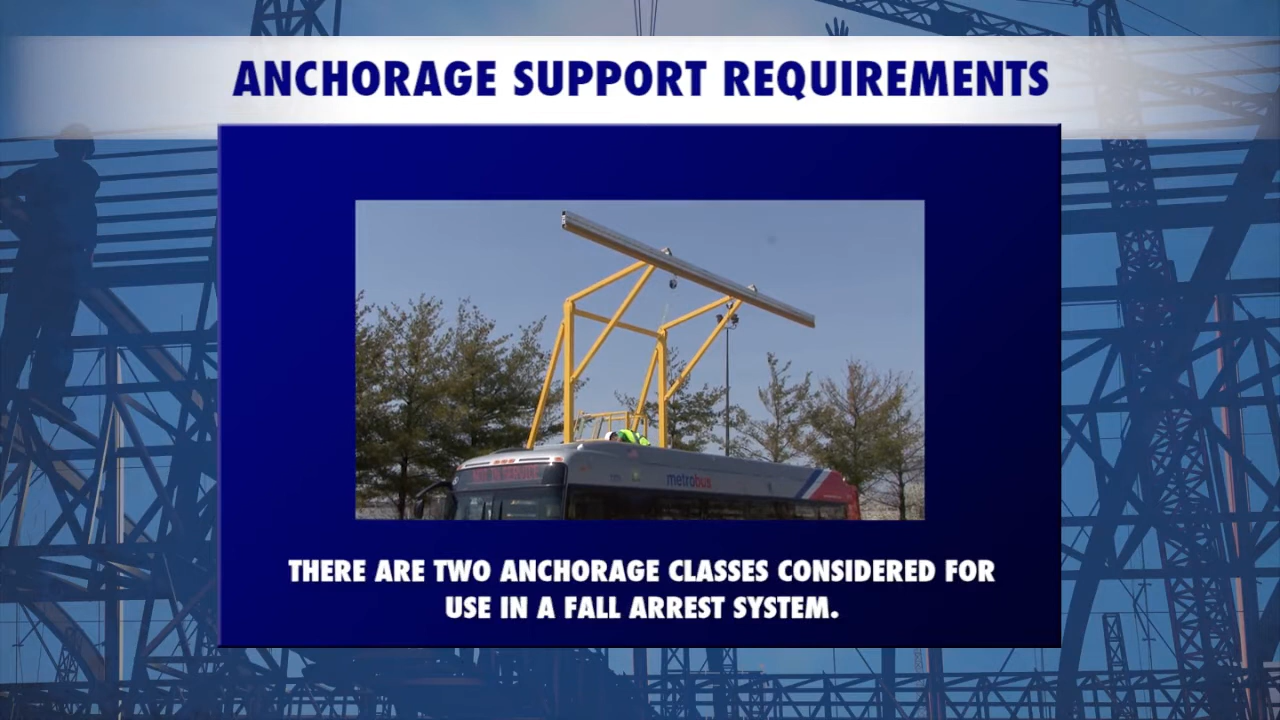 ANCHORAGE SUPPORT REQUIREMENTS
metrobus
THERE ARE TWO ANCHORAGE CLASSES CONSIDERED FOR
USE IN A FALL ARREST SYSTEM.